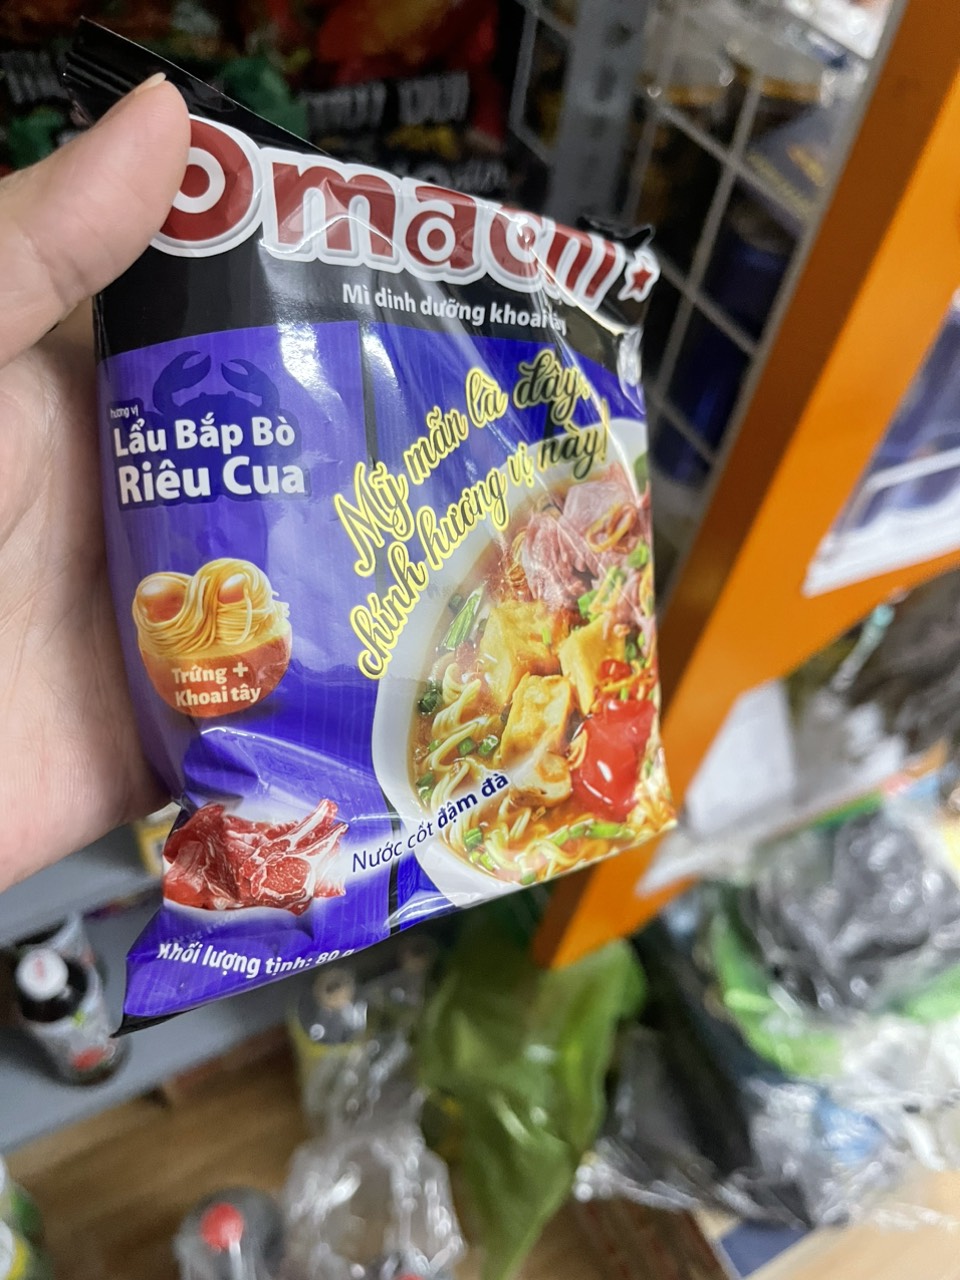 Omachi
Mì dinh dưỡng khoai tây
hương vị
Lẩu Bắp Bò
Riêu Cua
Mỹ mãn là đây,
chính hương vị này!
Trứng +
Khoai tây
Nước cốt đậm đà
Khối lượng tịnh: 80 g